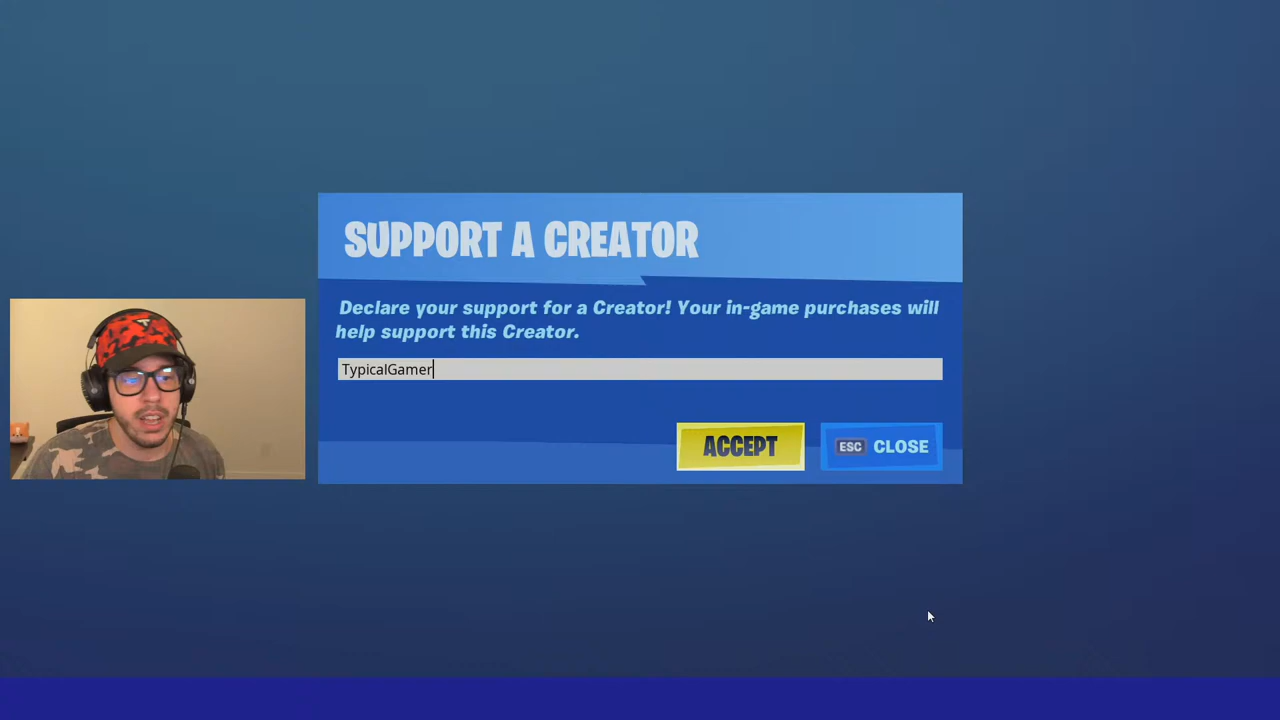 SUPPORT A CREATOR
Declare your support for a Creator! Your in-game purchases will
help support this Creator.
TypicalGamer
ACCEPT
ESC CLOSE